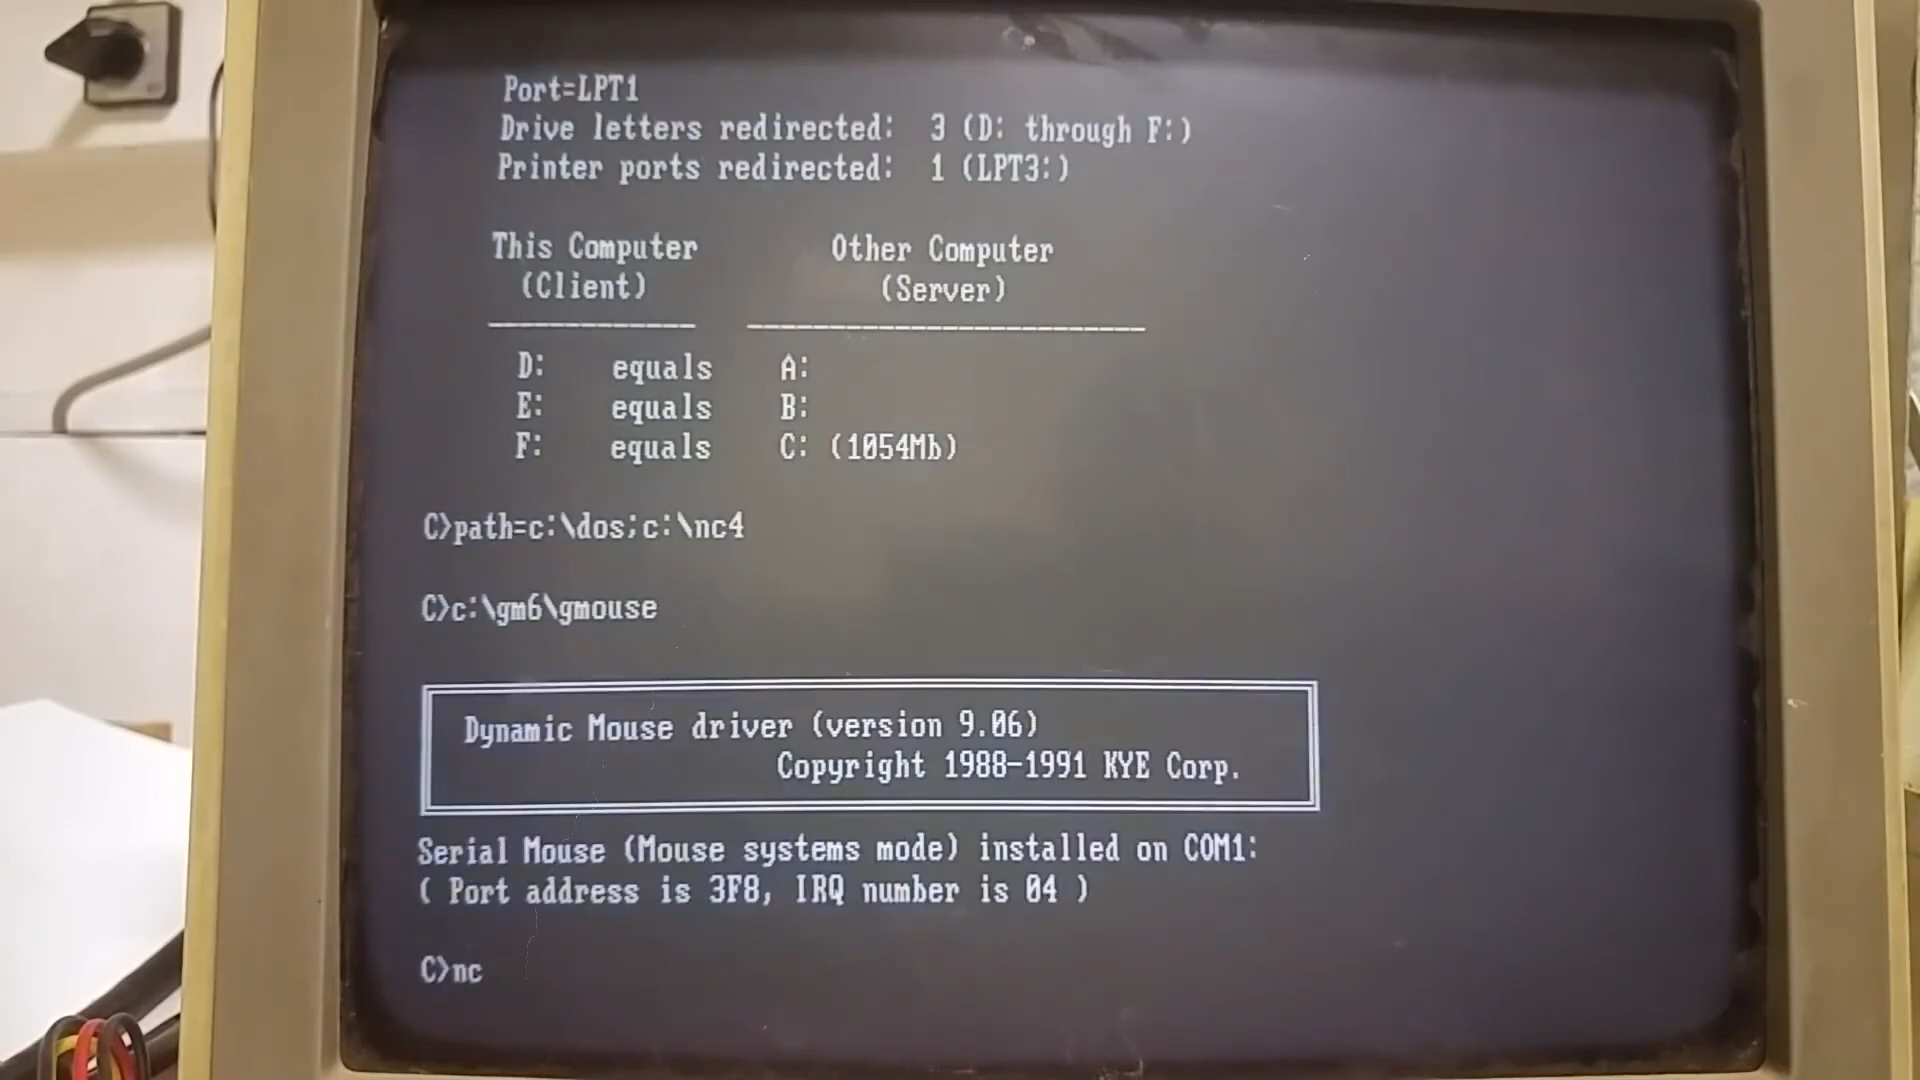 Port=LPT1
Drive letters redirected: 3 (D: through F:)
Printer ports redirected: 1 (LPT3:)
This Computer Other Computer
(Client) (Server)
D: equals A:
E: equals B:
F: equals C: (1054Mb)
C>path=c:\dos;c:\nc4
C>c:\gm6\gmouse
Dynamic Mouse driver (version 9.06)
Copyright 1988-1991 KYE Corp.
Serial Mouse (Mouse systems mode) installed on COM1:
( Port address is 3F8, IRQ number is 04 )
C>nc